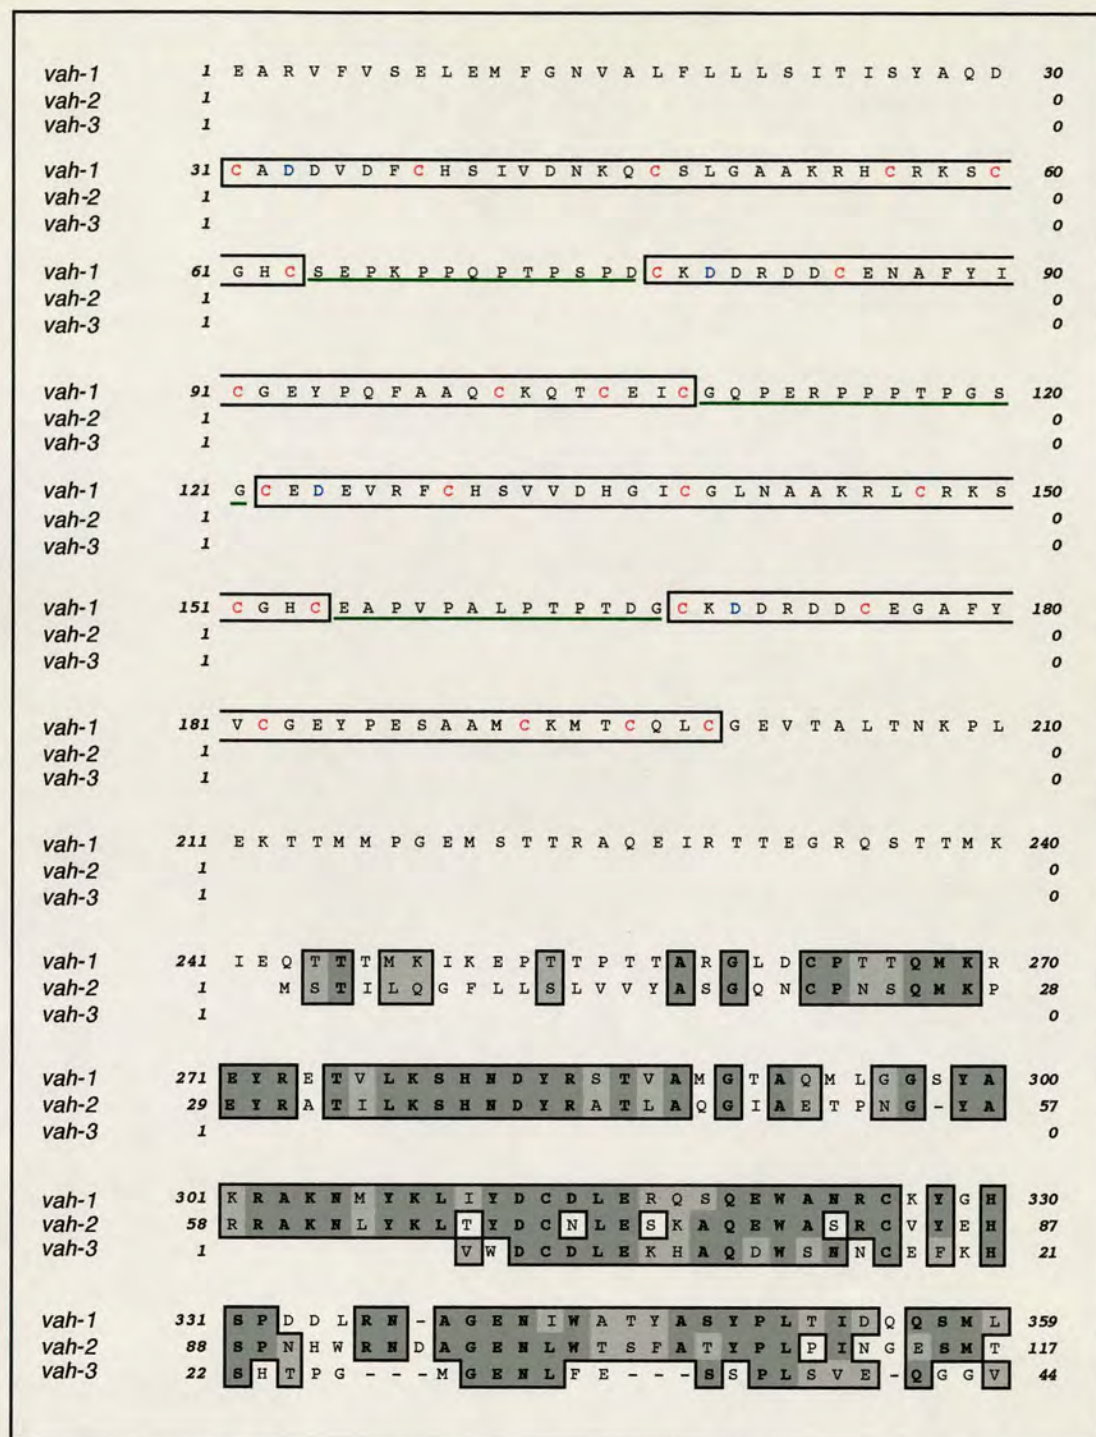 vah-1 1 E A R V F V S E L E M F G N V A L F L L L S I T I S Y A Q D 30
vah-2 1 0
vah-3 1 0
vah-1 31 C A D D V D F C H S I V D N K Q C S L G A A K R H C R K S C 60
vah-2 1 0
vah-3 1 0
vah-1 61 G H C S E P K P P Q P T P S P D C K D D R D D C E N A F Y I 90
vah-2 1 0
vah-3 1 0
vah-1 91 C G E Y P Q F A A Q C K Q T C E I C G Q P E R P P P T P G S 120
vah-2 1 0
vah-3 1 0
vah-1 121 G C E D E V R F C H S V V D H G I C G L N A A K R L C R K S 150
vah-2 1 0
vah-3 1 0
vah-1 151 C G H C E A P V P A L P T P T D G C K D D R D D C E G A F Y 180
vah-2 1 0
vah-3 1 0
vah-1 181 V C G E Y P E S A A M C K M T C Q L C G E V T A L T N K P L 210
vah-2 1 0
vah-3 1 0
vah-1 211 E K T T M M P G E M S T T R A Q E I R T T E G R Q S T T M K 240
vah-2 1 0
vah-3 1 0
vah-1 241 I E Q T T T M K I K E P T T P T T A R G L D C P T T Q M K R 270
vah-2 1 M S T I L Q G F L L S L V V Y A S G Q N C P N S Q M K P 28
vah-3 1 0
vah-1 271 E Y R E T V L K S H N D Y R S T V A M G T A Q M L G G S Y A 300
vah-2 29 E Y R A T I L K S H N D Y R A T L A Q G I A E T P N G - Y A 57
vah-3 1 0
vah-1 301 K R A K N M Y K L I Y D C D L E R Q S Q E W A N R C K Y G H 330
vah-2 58 R R A K N L Y K L T Y D C N L E S K A Q E W A S R C V Y E H 87
vah-3 1 V W D C D L E K H A Q D W S N N C E F K H 21
vah-1 331 S P D D L R N - A G E N I W A T Y A S Y P L T I D Q Q S M L 359
vah-2 88 S P N H W R N D A G E N L W T S F A T Y P L P I N G E S M T 117
vah-3 22 S H T P G - - - M G E N L F E - - - S S P L S V E - Q G G V 44